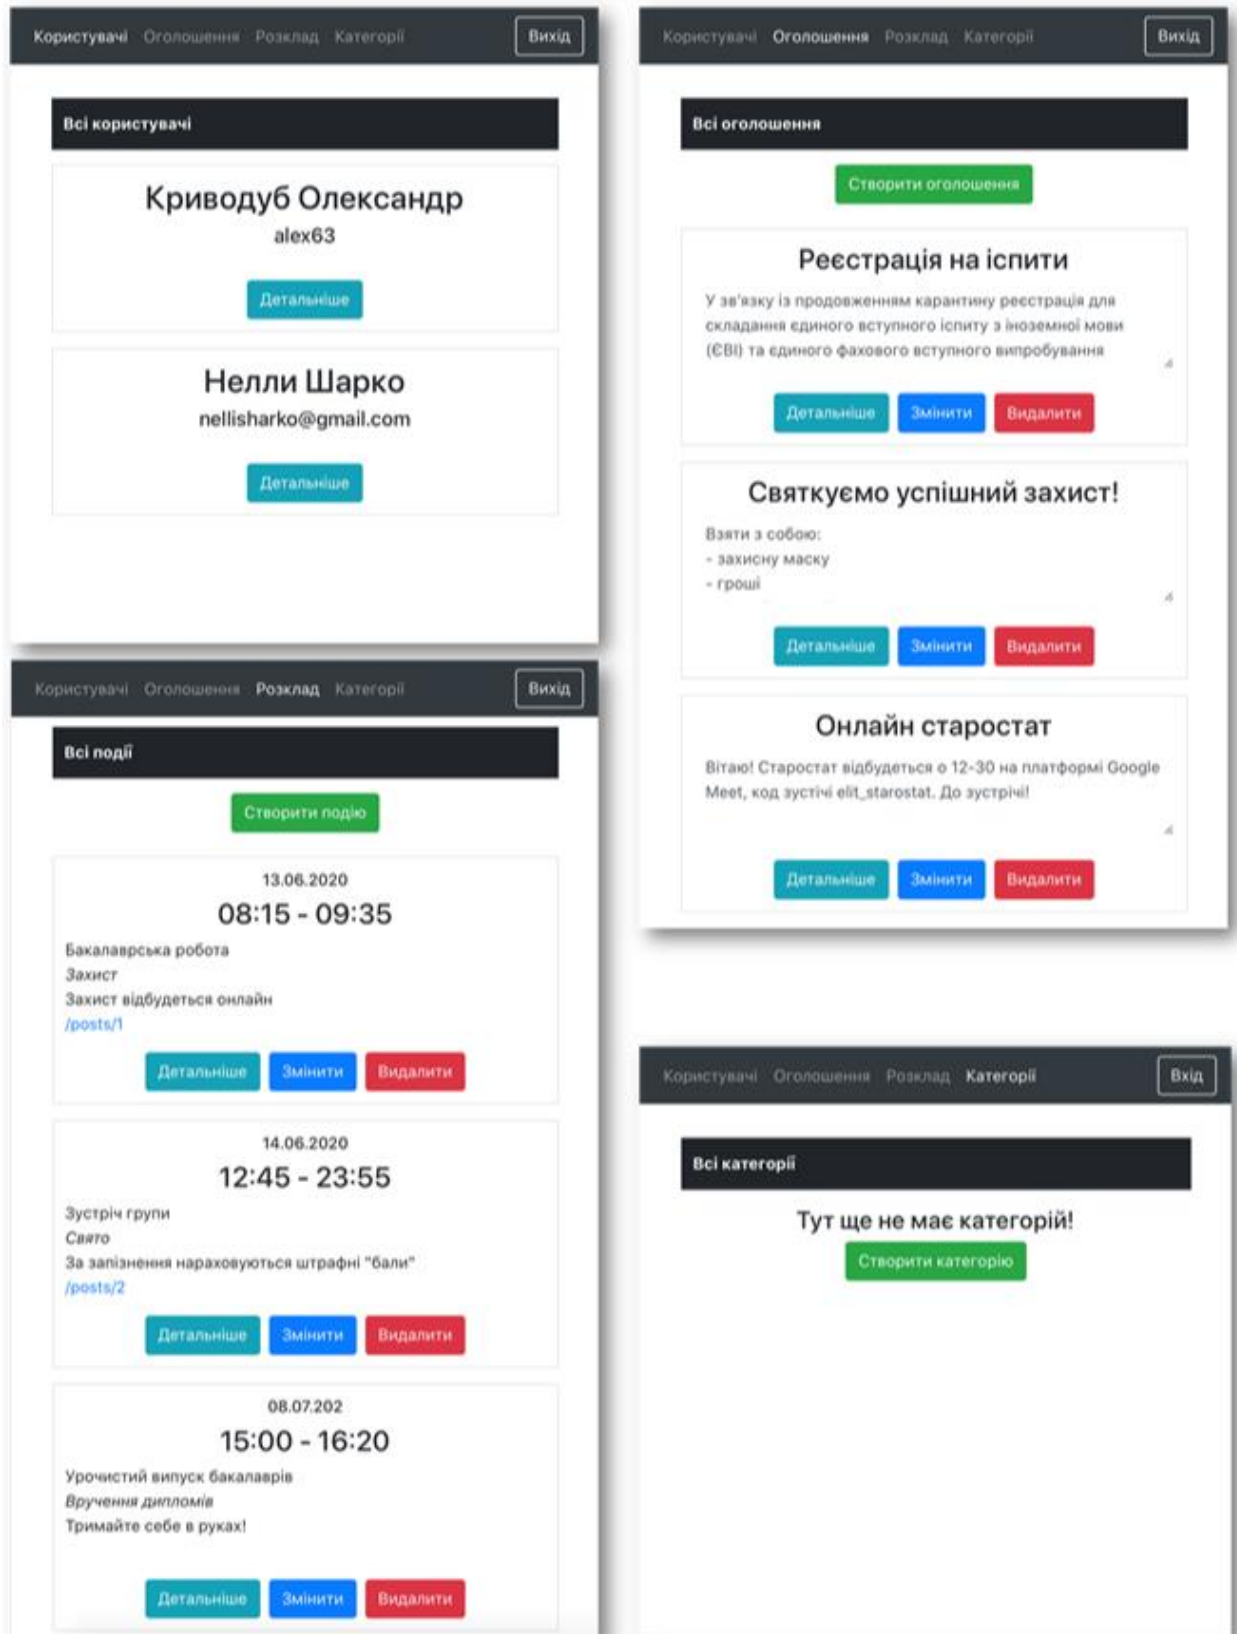 Користувачі Оголошення Розклад Категорії Вихід
Всі користувачі
Криводуб Олександр
alex63
Детальніше
Нелли Шарко
nellisharko@gmail.com
Детальніше
Користувачі Оголошення Розклад Категорії Вихід
Всі оголошення
Створити оголошення
Реєстрація на іспити
У зв'язку із продовженням карантину реєстрація для
складання єдиного вступного іспиту з іноземної мови
(ЄВІ) та єдиного фахового вступного випробування
Детальніше Змінити Видалити
Святкуємо успішний захист!
Взяти з собою:
- захисну маску
- гроші
Детальніше Змінити Видалити
Онлайн старостат
Вітаю! Старостат відбудеться о 12-30 на платформі Google
Meet, код зустічі elit_starostat. До зустрічі!
Детальніше Змінити Видалити
Користувачі Оголошення Розклад Категорії Вихід
Всі події
Створити подію
13.06.2020
08:15 - 09:35
Бакалаврська робота
Захист
Захист відбудеться онлайн
/posts/1
Детальніше Змінити Видалити
14.06.2020
12:45 - 23:55
Зустріч групи
Свято
За запізнення нараховуються штрафні "бали"
/posts/2
Детальніше Змінити Видалити
08.07.202
15:00 - 16:20
Урочистий випуск бакалаврів
Вручення дипломів
Тримайте себе в руках!
Детальніше Змінити Видалити
Користувачі Оголошення Розклад Категорії Вхід
Всі категорії
Тут ще не має категорій!
Створити категорію